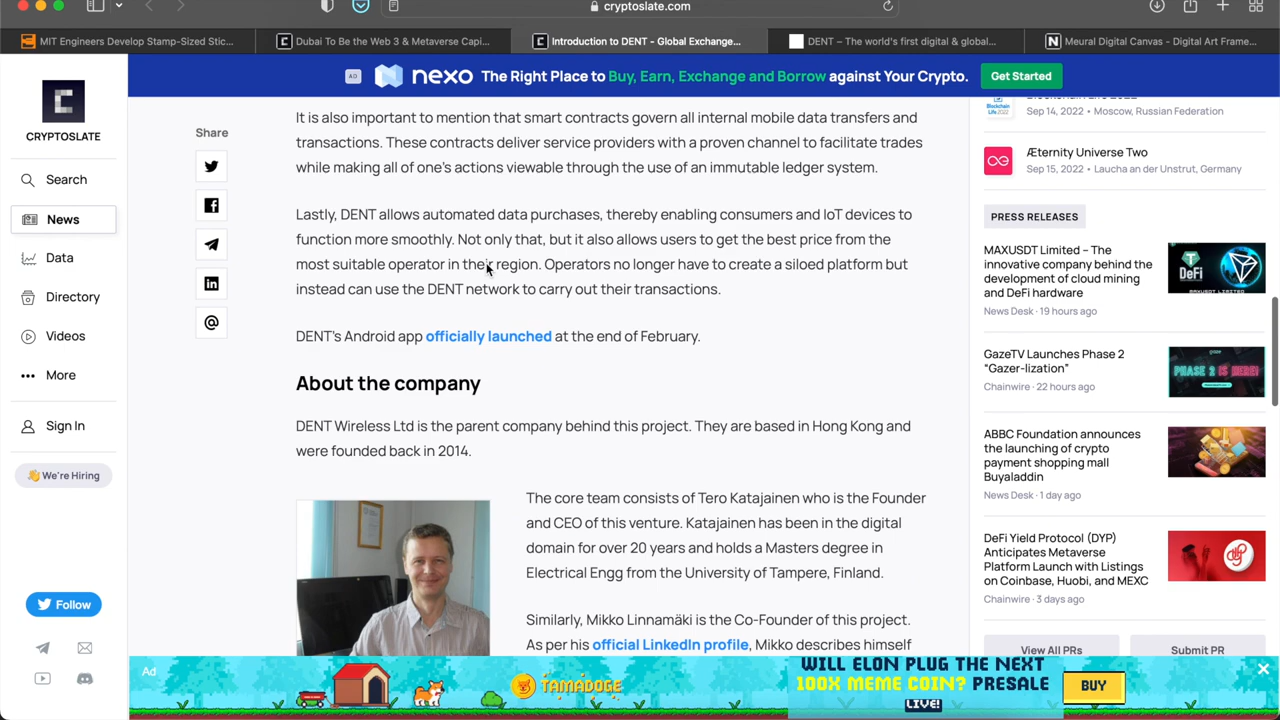 cryptoslate.com
MIT Engineers Develop Stamp-Sized Stic...
Dubai To Be the Web 3 & Metaverse Capi...
Introduction to DENT - Global Exchange...
DENT – The world's first digital & global...
Meural Digital Canvas - Digital Art Frame...
AD
nexo
The Right Place to Buy, Earn, Exchange and Borrow against Your Crypto.
Get Started
CRYPTOSLATE
Search
News
Data
Directory
Videos
More
Sign In
👋 We're Hiring
Follow
Share
It is also important to mention that smart contracts govern all internal mobile data transfers and
transactions. These contracts deliver service providers with a proven channel to facilitate trades
while making all of one's actions viewable through the use of an immutable ledger system.
Lastly, DENT allows automated data purchases, thereby enabling consumers and IoT devices to
function more smoothly. Not only that, but it also allows users to get the best price from the
most suitable operator in their region. Operators no longer have to create a siloed platform but
instead can use the DENT network to carry out their transactions.
DENT's Android app officially launched at the end of February.
About the company
DENT Wireless Ltd is the parent company behind this project. They are based in Hong Kong and
were founded back in 2014.
The core team consists of Tero Katajainen who is the Founder
and CEO of this venture. Katajainen has been in the digital
domain for over 20 years and holds a Masters degree in
Electrical Engg from the University of Tampere, Finland.
Similarly, Mikko Linnamäki is the Co-Founder of this project.
As per his official LinkedIn profile, Mikko describes himself
Sep 14, 2022 • Moscow, Russian Federation
Æternity Universe Two
Sep 15, 2022 • Laucha an der Unstrut, Germany
PRESS RELEASES
MAXUSDT Limited – The
innovative company behind the
development of cloud mining
and DeFi hardware
News Desk · 19 hours ago
DeFi
GazeTV Launches Phase 2
“Gazer-lization”
Chainwire · 22 hours ago
gaze
PHASE 2 IS HERE!
ABBC Foundation announces
the launching of crypto
payment shopping mall
Buyaladdin
News Desk · 1 day ago
DeFi Yield Protocol (DYP)
Anticipates Metaverse
Platform Launch with Listings
on Coinbase, Huobi, and MEXC
Chainwire · 3 days ago
View All PRs
Submit PR
Ad
TAMADOGE
WILL ELON PLUG THE NEXT
100X MEME COIN? PRESALE
LIVE!
BUY